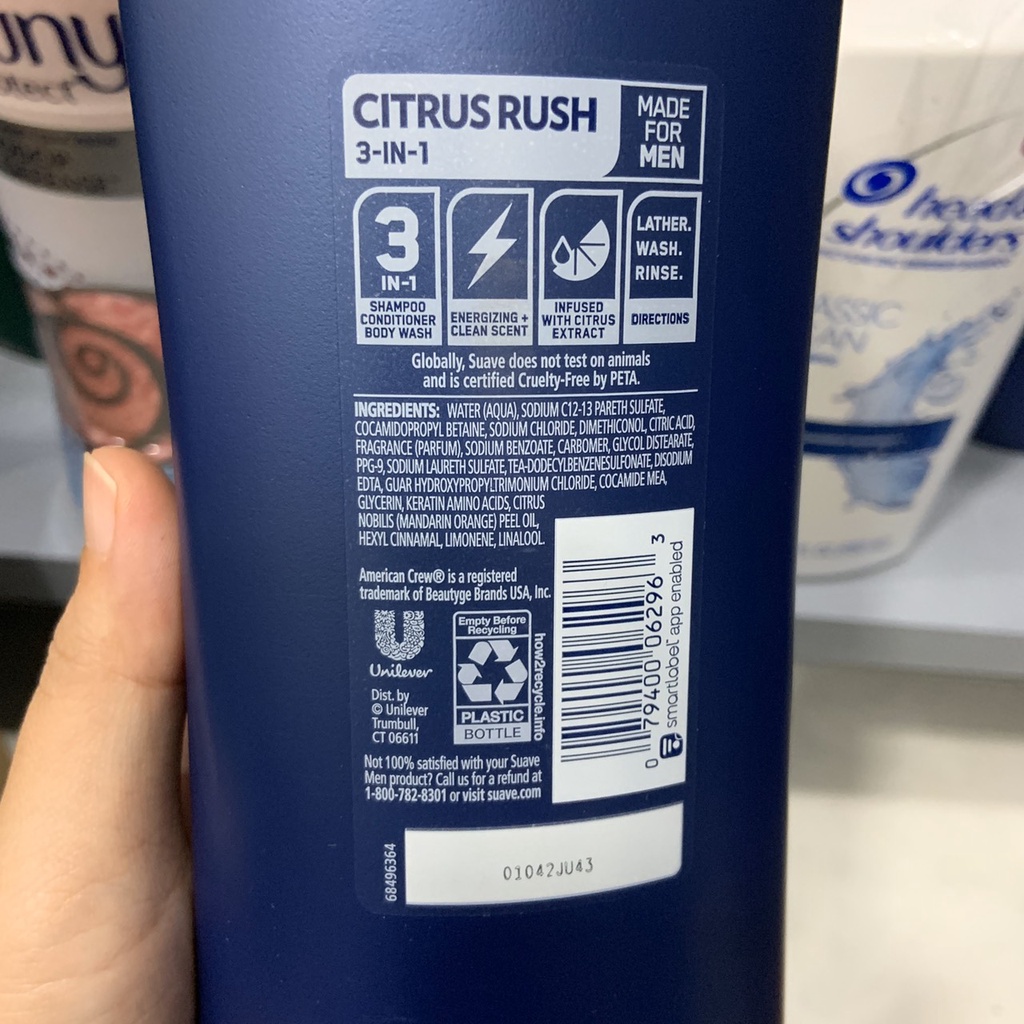 CITRUS RUSH
3-IN-1
MADE
FOR
MEN
3
IN-1
SHAMPOO
CONDITIONER
BODY WASH
ENERGIZING +
CLEAN SCENT
INFUSED
WITH CITRUS
EXTRACT
LATHER.
WASH.
RINSE.
DIRECTIONS
Globally, Suave does not test on animals
and is certified Cruelty-Free by PETA.
INGREDIENTS: WATER (AQUA), SODIUM C12-13 PARETH SULFATE,
COCAMIDOPROPYL BETAINE, SODIUM CHLORIDE, DIMETHICONOL, CITRIC ACID,
FRAGRANCE (PARFUM), SODIUM BENZOATE, CARBOMER, GLYCOL DISTEARATE,
PPG-9, SODIUM LAURETH SULFATE, TEA-DODECYLBENZENESULFONATE, DISODIUM
EDTA, GUAR HYDROXYPROPYLTRIMONIUM CHLORIDE, COCAMIDE MEA,
GLYCERIN, KERATIN AMINO ACIDS, CITRUS
NOBILIS (MANDARIN ORANGE) PEEL OIL,
HEXYL CINNAMAL, LIMONENE, LINALOOL.
American Crew® is a registered
trademark of Beautyge Brands USA, Inc.
Unilever
Dist. by
© Unilever
Trumbull,
CT 06611
Empty Before
Recycling
PLASTIC
BOTTLE
how2recycle.info
0 79400 06296 3
smartlabel™ app enabled
Not 100% satisfied with your Suave
Men product? Call us for a refund at
1-800-782-8301 or visit suave.com
68496364
01042JU43
head
shoulders